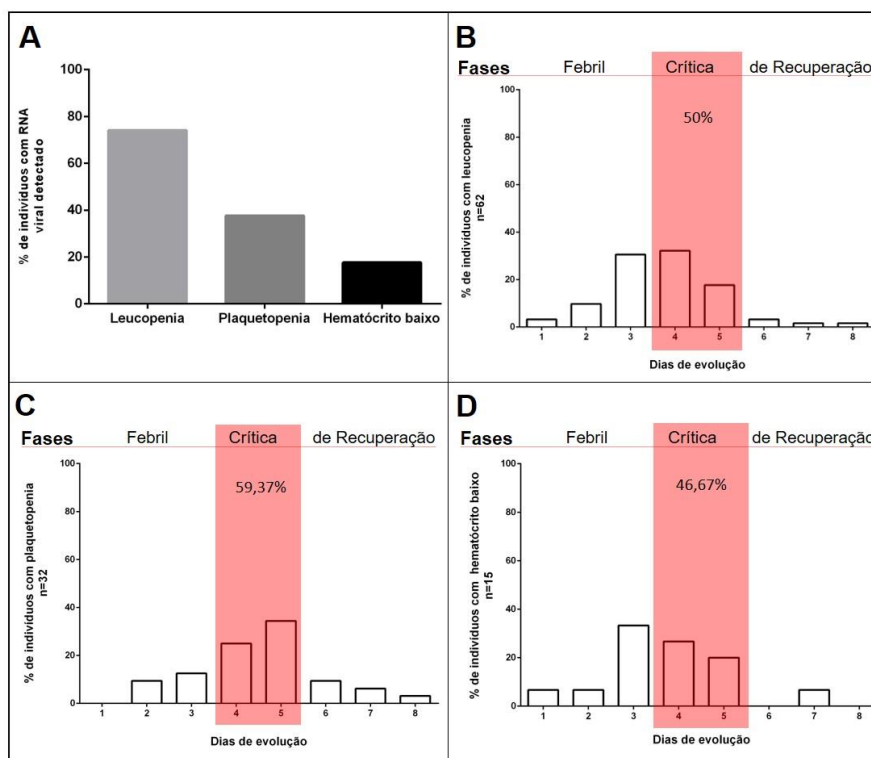 A
% de indivíduos com RNA
viral detectado
100
80
60
40
20
0
Leucopenia Plaquetopenia Hematócrito baixo
B
Fases Febril Crítica de Recuperação
50%
% de indivíduos com leucopenia
n=62
100
80
60
40
20
0
1 2 3 4 5 6 7 8
Dias de evolução
C
Fases Febril Crítica de Recuperação
59,37%
% de indivíduos com plaquetopenia
n=32
100
80
60
40
20
0
1 2 3 4 5 6 7 8
Dias de evolução
D
Fases Febril Crítica de Recuperação
46,67%
% de indivíduos com hematócrito baixo
n=15
100
80
60
40
20
0
1 2 3 4 5 6 7 8
Dias de evolução